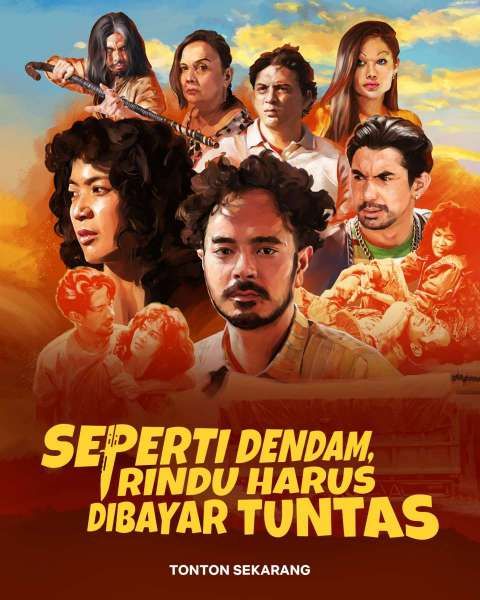 SEPERTI DENDAM,
RINDU HARUS
DIBAYAR TUNTAS
TONTON SEKARANG